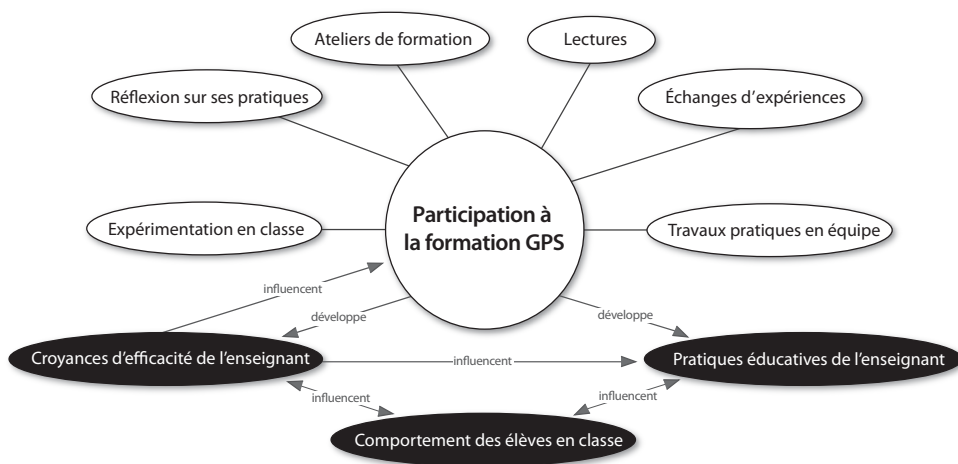 Ateliers de formation
Lectures
Réflexion sur ses pratiques
Échanges d'expériences
Participation à
la formation GPS
Expérimentation en classe
Travaux pratiques en équipe
influencent
développe
développe
Croyances d'efficacité de l'enseignant
influencent
Pratiques éducatives de l'enseignant
influencent
influencent
Comportement des élèves en classe